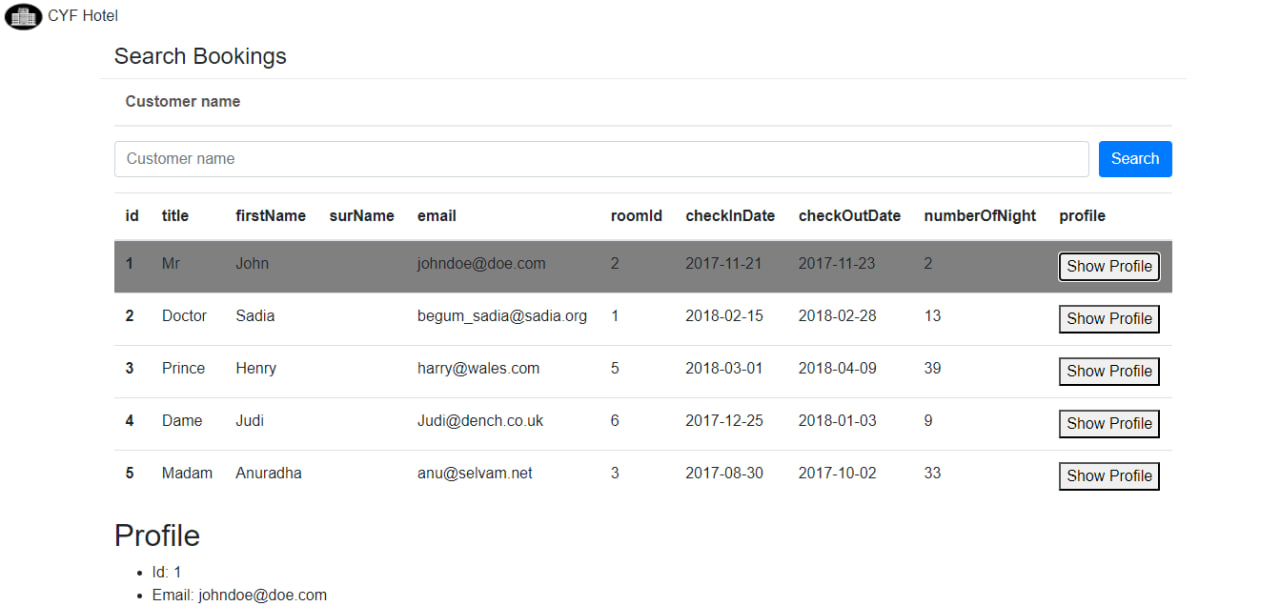 CYF Hotel
Search Bookings
Customer name
Customer name Search
id title firstName surName email roomId checkInDate checkOutDate numberOfNight profile
1 Mr John johndoe@doe.com 2 2017-11-21 2017-11-23 2 Show Profile
2 Doctor Sadia begum_sadia@sadia.org 1 2018-02-15 2018-02-28 13 Show Profile
3 Prince Henry harry@wales.com 5 2018-03-01 2018-04-09 39 Show Profile
4 Dame Judi Judi@dench.co.uk 6 2017-12-25 2018-01-03 9 Show Profile
5 Madam Anuradha anu@selvam.net 3 2017-08-30 2017-10-02 33 Show Profile
Profile
Id: 1
Email: johndoe@doe.com